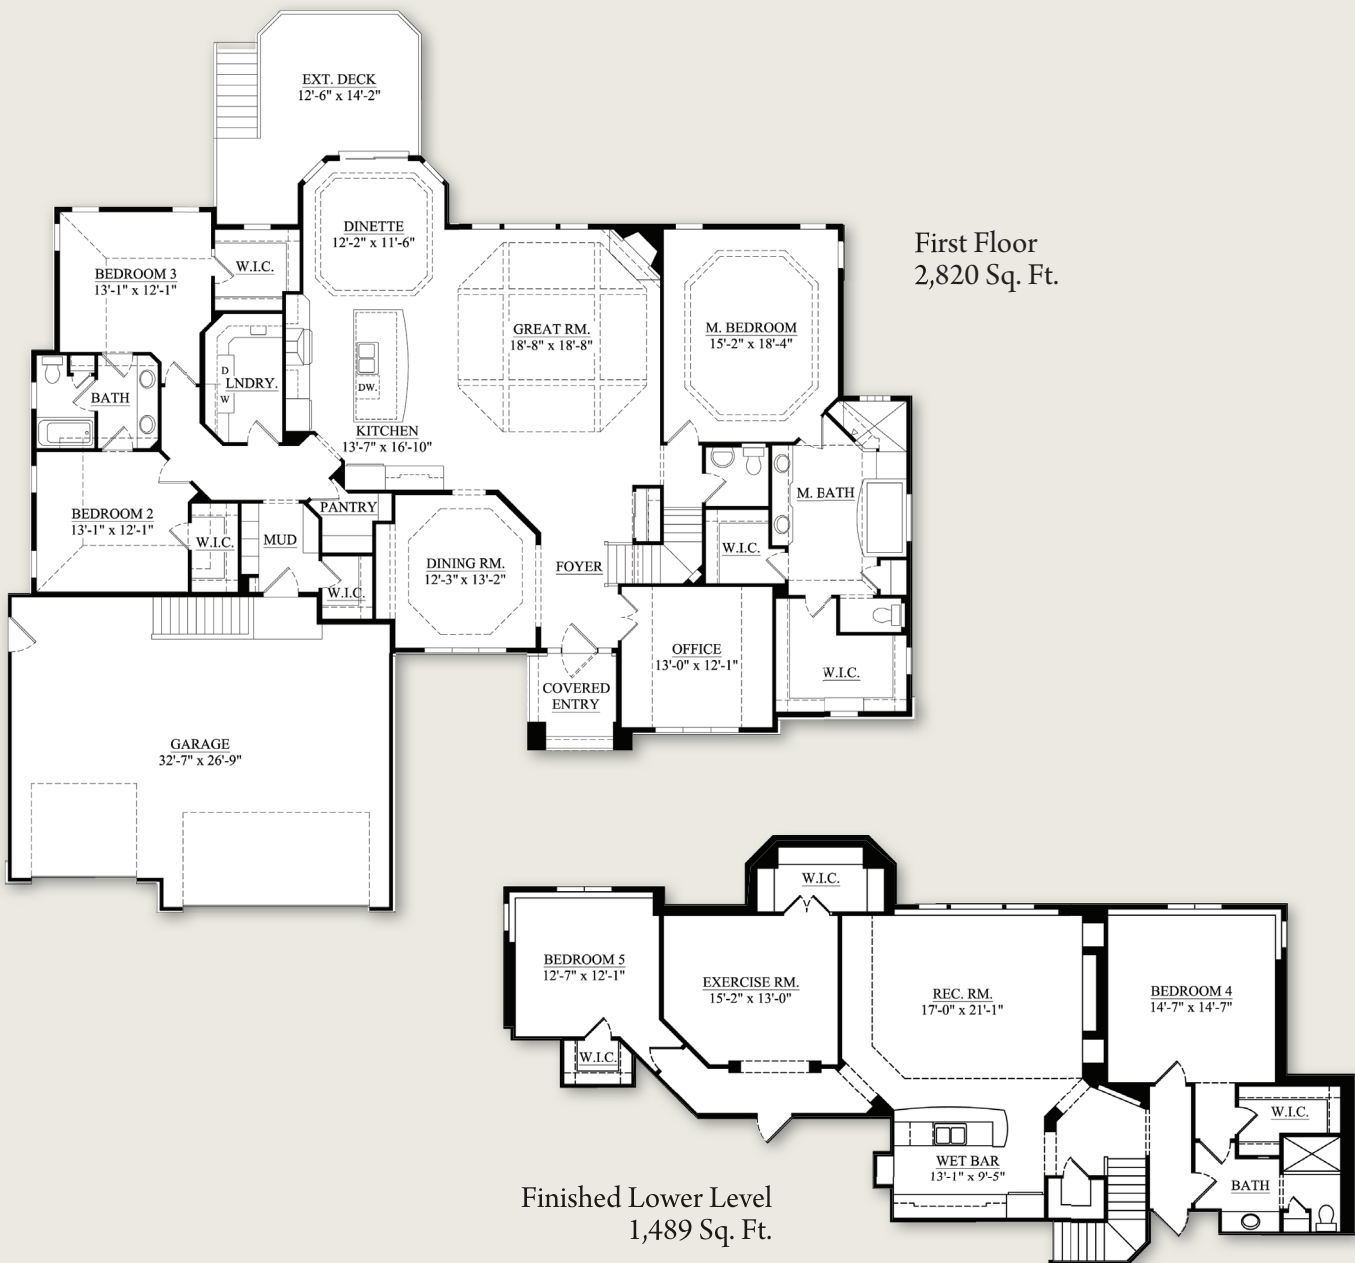 EXT. DECK
12'-6" x 14'-2"
DINETTE
12'-2" x 11'-6"
First Floor
2,820 Sq. Ft.
BEDROOM 3
13'-1" x 12'-1"
W.I.C.
GREAT RM.
18'-8" x 18'-8"
M. BEDROOM
15'-2" x 18'-4"
D
LNDRY.
W
DW.
BATH
KITCHEN
13'-7" x 16'-10"
BEDROOM 2
13'-1" x 12'-1"
W.I.C.
MUD
PANTRY
W.I.C.
DINING RM.
12'-3" x 13'-2"
FOYER
W.I.C.
M. BATH
OFFICE
13'-0" x 12'-1"
W.I.C.
COVERED
ENTRY
GARAGE
32'-7" x 26'-9"
W.I.C.
BEDROOM 5
12'-7" x 12'-1"
W.I.C.
EXERCISE RM.
15'-2" x 13'-0"
REC. RM.
17'-0" x 21'-1"
BEDROOM 4
14'-7" x 14'-7"
W.I.C.
WET BAR
13'-1" x 9'-5"
BATH
Finished Lower Level
1,489 Sq. Ft.